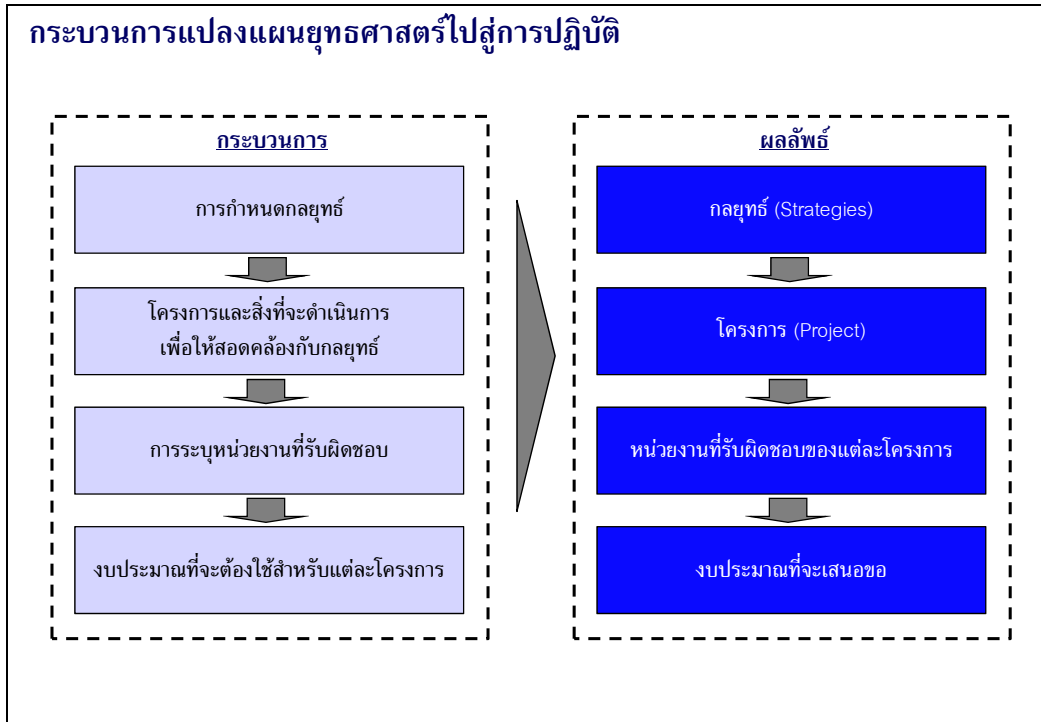 กระบวนการแปลงแผนยุทธศาสตร์ไปสู่การปฏิบัติ
กระบวนการ
การกำหนดกลยุทธ์
โครงการและสิ่งที่จะดำเนินการ
เพื่อให้สอดคล้องกับกลยุทธ์
การระบุหน่วยงานที่รับผิดชอบ
งบประมาณที่จะต้องใช้สำหรับแต่ละโครงการ
ผลลัพธ์
กลยุทธ์ (Strategies)
โครงการ (Project)
หน่วยงานที่รับผิดชอบของแต่ละโครงการ
งบประมาณที่จะเสนอขอ